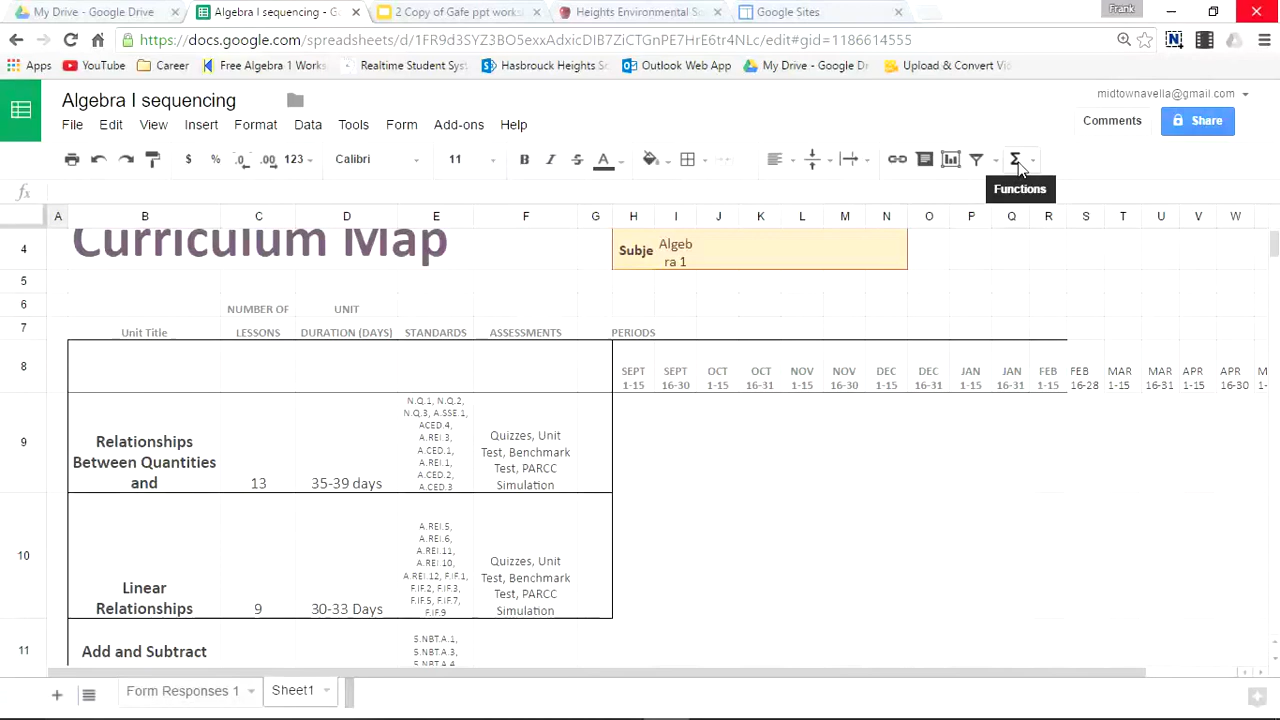 My Drive - Google Drive
Algebra I sequencing - G
2 Copy of Gafe ppt works
Heights Environmental S
Google Sites
Frank
https://docs.google.com/spreadsheets/d/1FR9d3SYZ3BO5exxAdxicDIB7ZiCTGnPE7HrE6tr4NLc/edit#gid=1186614555
Apps
YouTube
Career
Free Algebra 1 Works
Realtime Student Sys
Hasbrouck Heights S
Outlook Web App
My Drive - Google Dr
Upload & Convert Vi
Algebra I sequencing
midtownavella@gmail.com
File Edit View Insert Format Data Tools Form Add-ons Help
Comments
Share
$ % .0 .00 123 Calibri 11 B I S A Σ
Functions
fx
A B C D E F G H I J K L M N O P Q R S T U V W
4
Curriculum Map
Subje
Algeb
ra 1
5
6
NUMBER OF
UNIT
7
Unit Title
LESSONS
DURATION (DAYS)
STANDARDS
ASSESSMENTS
PERIODS
8
SEPT SEPT OCT OCT NOV NOV DEC DEC JAN JAN FEB FEB MAR MAR APR APR M
1-15 16-30 1-15 16-31 1-15 16-30 1-15 16-31 1-15 16-31 1-15 16-28 1-15 16-31 1-15 16-30 1-
9
Relationships
Between Quantities
and
13
35-39 days
N.Q.1, N.Q.2,
N.Q.3, A.SSE.1,
ACED.4,
A.REI.3,
A.CED.1,
A.REI.1,
A.CED.2,
A.CED.3
Quizzes, Unit
Test, Benchmark
Test, PARCC
Simulation
10
Linear
Relationships
9
30-33 Days
A.REI.5,
A.REI.6,
A.REI.11,
A.REI.10,
A.REI.12, F.IF.1,
F.IF.2, F.IF.3,
F.IF.5, F.IF.7,
F.IF.9
Quizzes, Unit
Test, Benchmark
Test, PARCC
Simulation
11
Add and Subtract
5.NBT.A.1,
5.NBT.A.3,
5.NBT.A.4
Form Responses 1
Sheet1